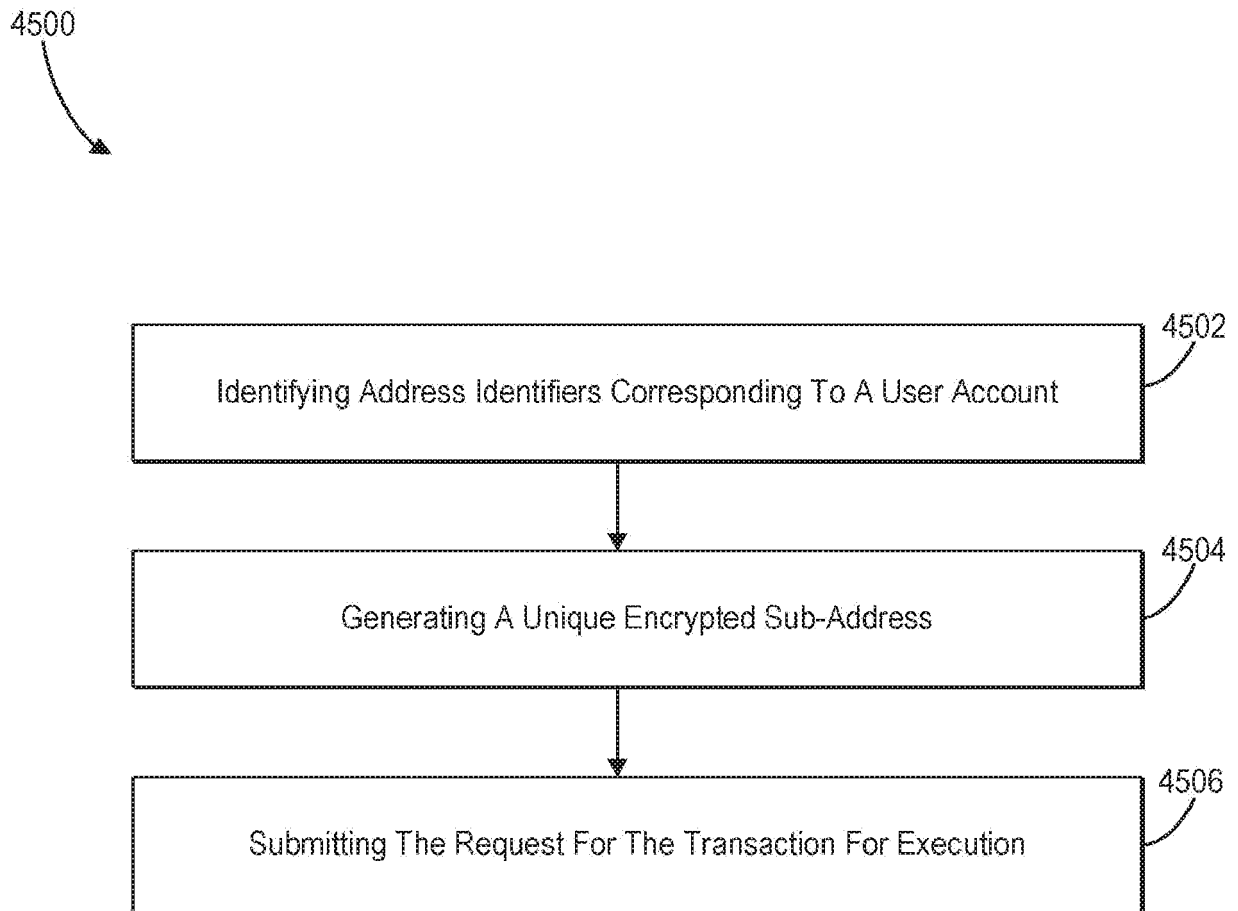 4500
4502
Identifying Address Identifiers Corresponding To A User Account
4504
Generating A Unique Encrypted Sub-Address
4506
Submitting The Request For The Transaction For Execution